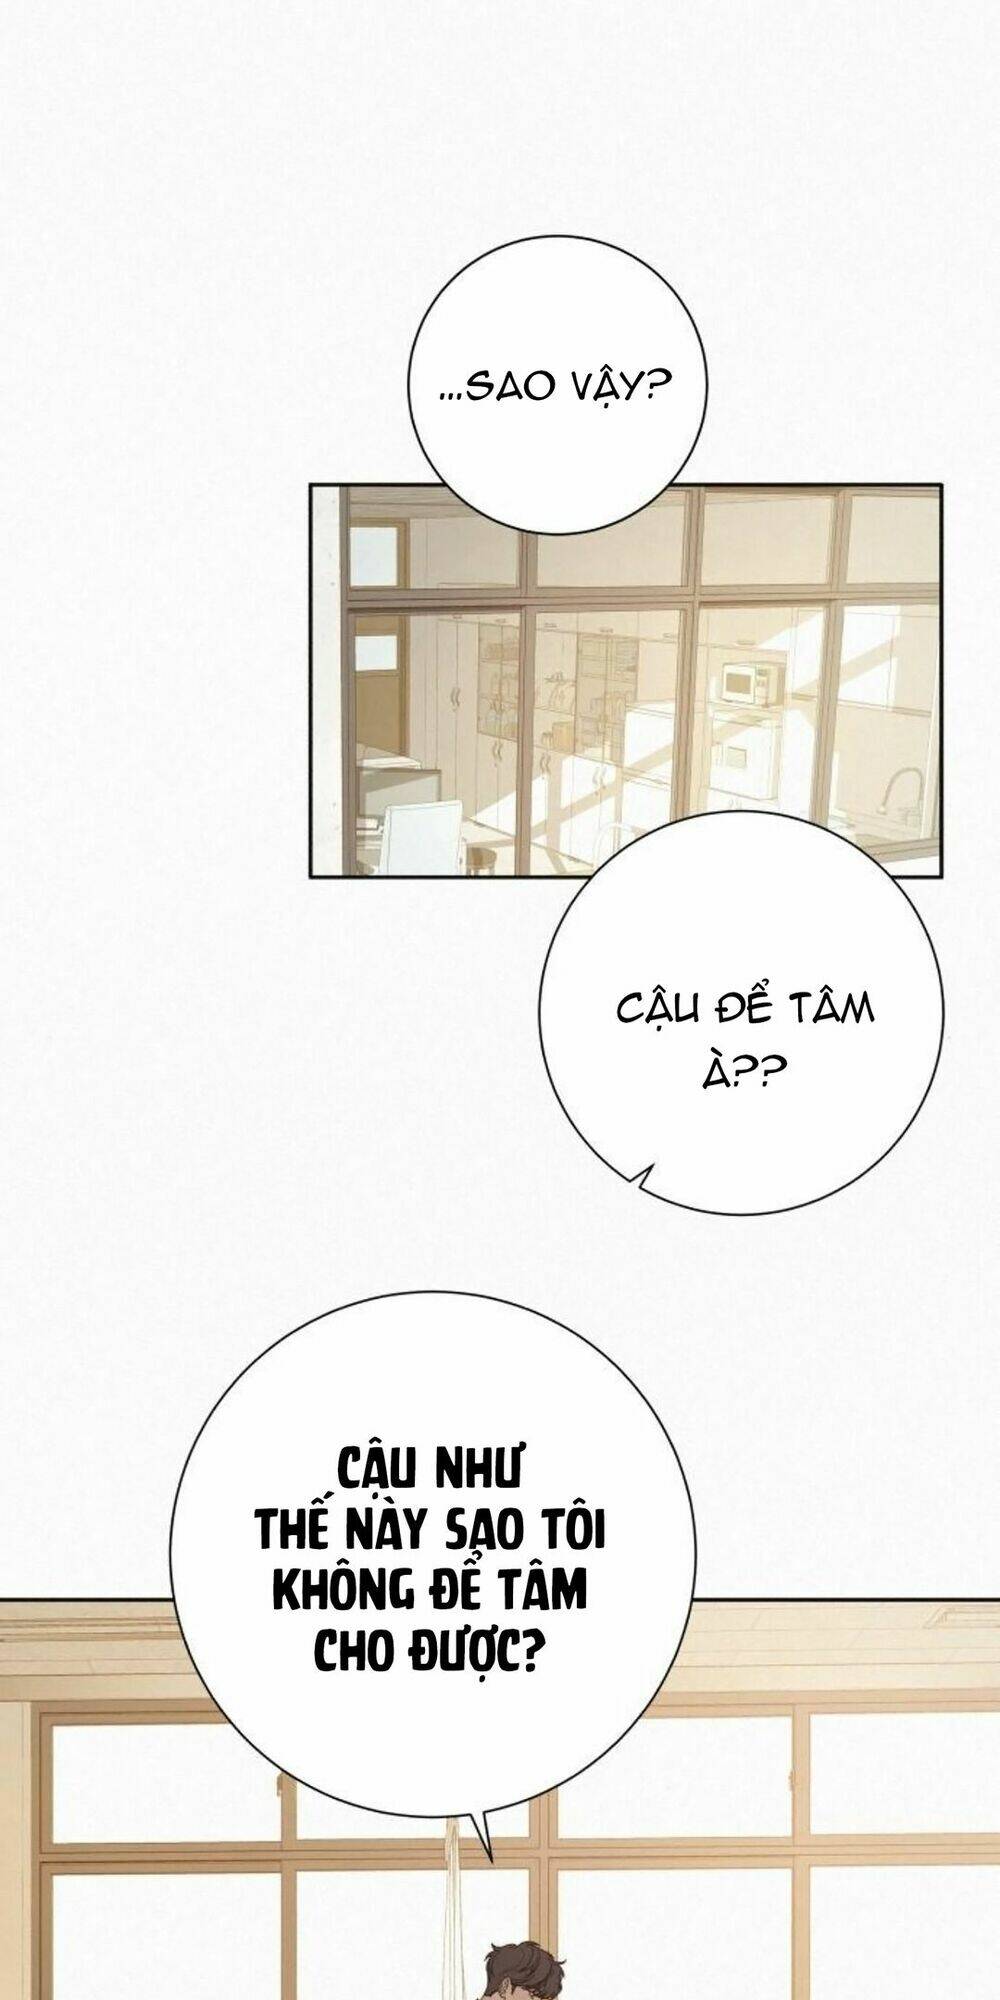 ...SAO VẬY?
CẬU ĐỂ TÂM
À??
CẬU NHƯ
THẾ NÀY SAO TÔI
KHÔNG ĐỂ TÂM
CHO ĐƯỢC?